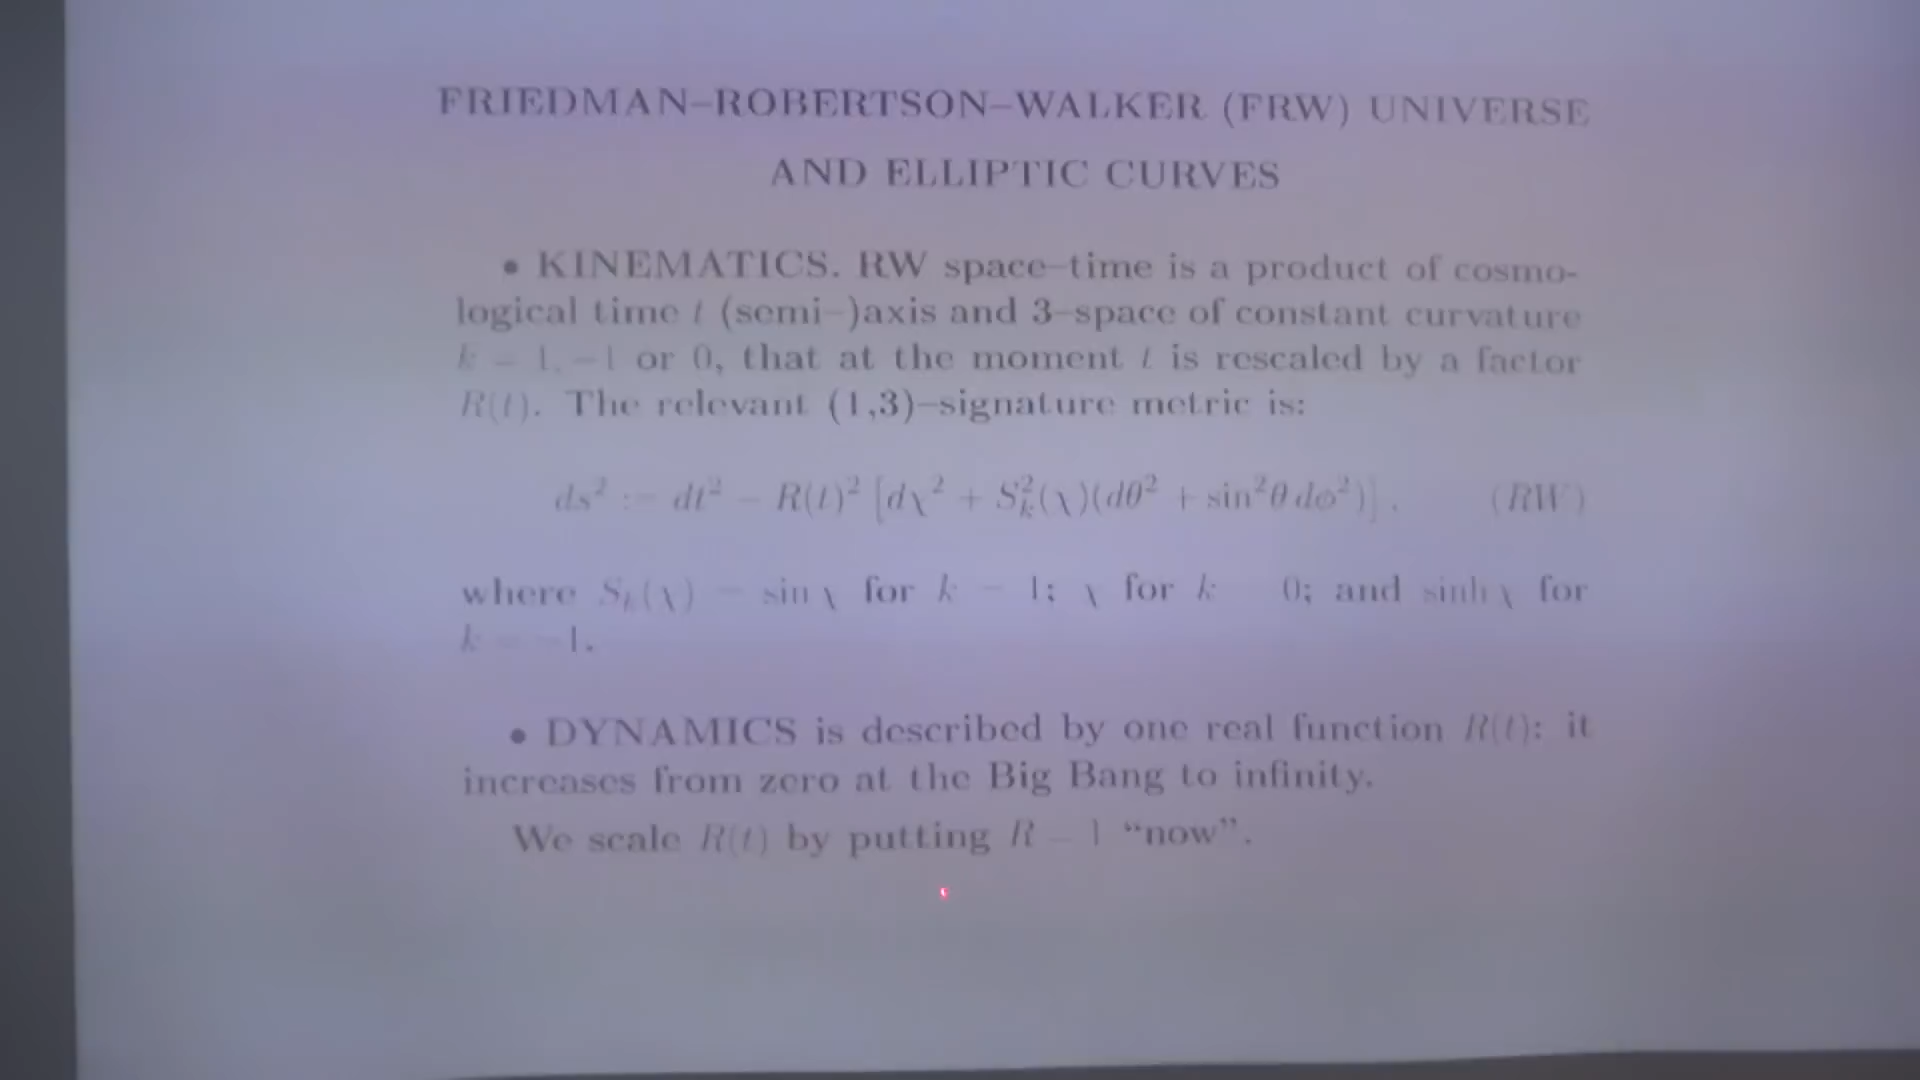 FRIEDMAN–ROBERTSON–WALKER (FRW) UNIVERSE
AND ELLIPTIC CURVES
• KINEMATICS. RW space–time is a product of cosmo-
logical time t (semi–)axis and 3–space of constant curvature
k = 1, −1 or 0, that at the moment t is rescaled by a factor
R(t). The relevant (1,3)–signature metric is:
ds² := dt² − R(t)² [dχ² + S²ₖ(χ)(dθ² + sin²θ dφ²)] . (RW)
where Sₖ(χ) = sin χ for k = 1; χ for k = 0; and sinh χ for
k = −1.
• DYNAMICS is described by one real function R(t): it
increases from zero at the Big Bang to infinity.
We scale R(t) by putting R = 1 “now”.